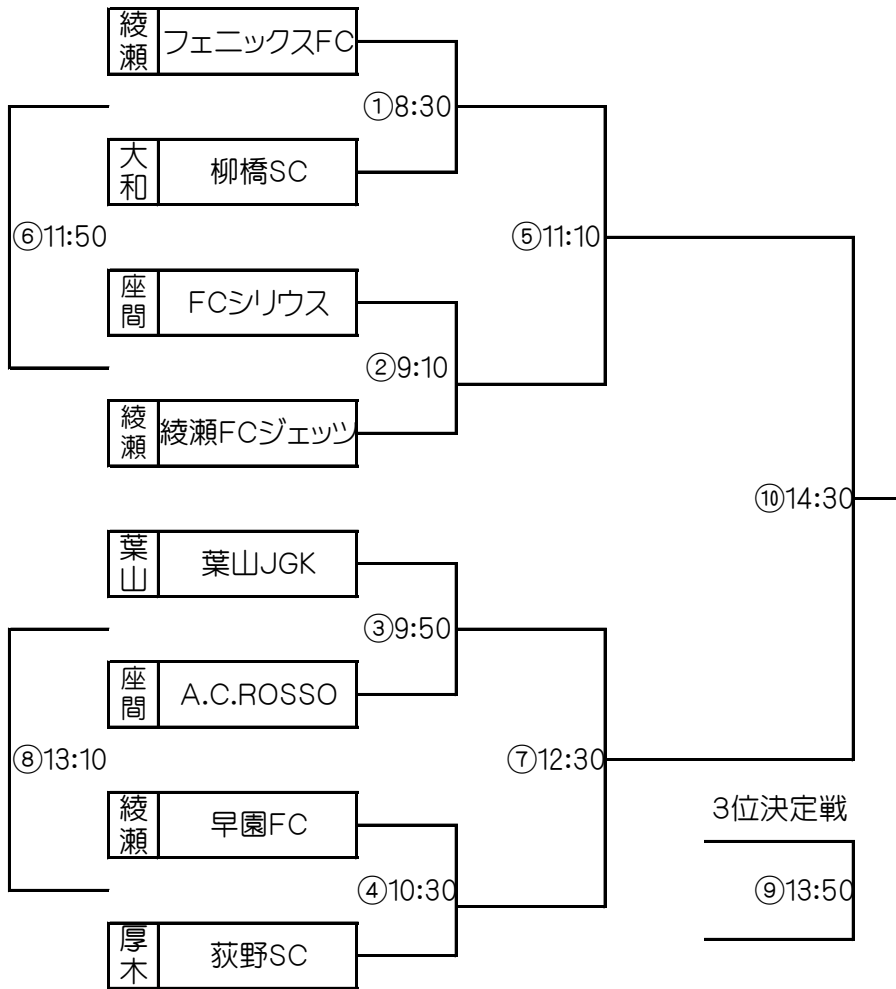 綾瀬 フェニックスFC
①8:30
大和 柳橋SC
⑥11:50
⑤11:10
座間 FCシリウス
②9:10
綾瀬 綾瀬FCジェッツ
⑩14:30
葉山 葉山JGK
③9:50
座間 A.C.ROSSO
⑧13:10
⑦12:30
綾瀬 早園FC
3位決定戦
④10:30
⑨13:50
厚木 荻野SC